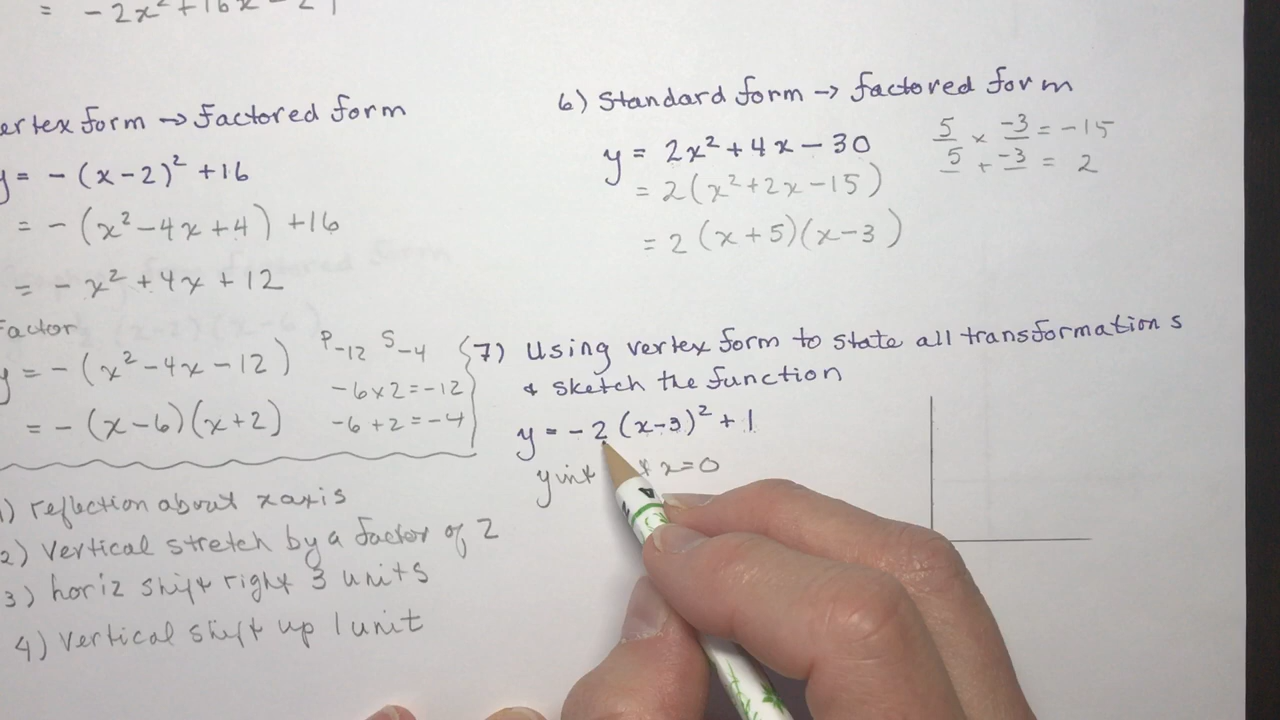 = -2x² + 16x - 2
ertex form → factored form
y = -(x-2)² +16
= -(x² - 4x + 4) +16
= -x² + 4x + 12
Factor
y = -(x² - 4x - 12)
= -(x-6)(x+2)
P -12 S -4
-6x2 = -12
-6+2 = -4
6) Standard form → factored form
y = 2x² + 4x - 30
= 2(x² + 2x - 15)
= 2(x+5)(x-3)
5 x -3 = -15
5 + -3 = 2
7) Using vertex form to state all transformations
& sketch the function
y = -2(x-3)² + 1
y int x=0
1) reflection about x axis
2) vertical stretch by a factor of 2
3) horiz shift right 3 units
4) vertical shift up 1 unit